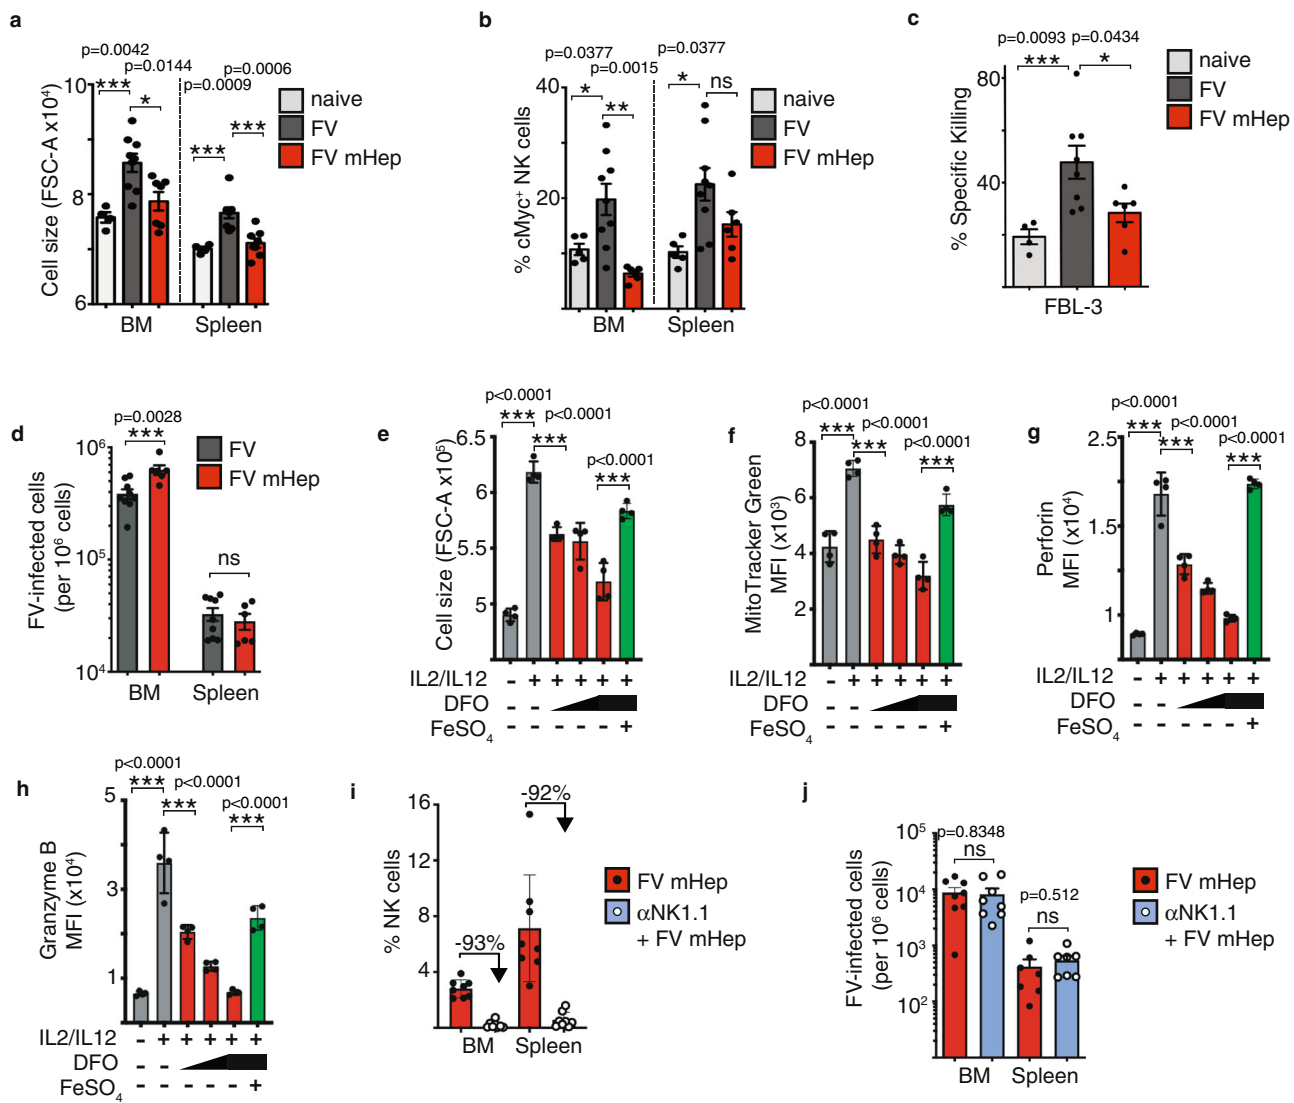 a
p=0.0042
p=0.0144
p=0.0006
p=0.0009
*** * *** ***
Cell size (FSC-A x10⁴)
10
8
6
BM Spleen
naive
FV
FV mHep
b
p=0.0377 p=0.0377
p=0.0015
* ** * ns
% cMyc⁺ NK cells
40
20
BM Spleen
naive
FV
FV mHep
c
p=0.0093 p=0.0434
*** *
% Specific Killing
80
40
FBL-3
naive
FV
FV mHep
d
p=0.0028
*** ns
FV-infected cells
(per 10⁶ cells)
10⁶
10⁵
10⁴
BM Spleen
FV
FV mHep
e
p<0.0001
p<0.0001
p<0.0001
*** *** ***
Cell size (FSC-A x10⁵)
6.5
6
5.5
5
IL2/IL12 - + + + + +
DFO - -
FeSO₄ - - - - - +
f
p<0.0001
p<0.0001
p<0.0001
*** *** ***
MitoTracker Green
MFI (x10³)
8
6
4
2
IL2/IL12 - + + + + +
DFO - -
FeSO₄ - - - - - +
g
p<0.0001
p<0.0001
p<0.0001
*** *** ***
Perforin
MFI (x10⁴)
2.5
1.5
1
IL2/IL12 - + + + + +
DFO - -
FeSO₄ - - - - - +
h
p<0.0001
p<0.0001
p<0.0001
*** *** ***
Granzyme B
MFI (x10⁴)
5
3
1
IL2/IL12 - + + + + +
DFO - -
FeSO₄ - - - - - +
i
-92%
-93%
% NK cells
16
12
8
4
BM Spleen
FV mHep
αNK1.1
+ FV mHep
j
p=0.8348
ns
p=0.512
ns
FV-infected cells
(per 10⁶ cells)
10⁵
10⁴
10³
10²
BM Spleen
FV mHep
αNK1.1
+ FV mHep